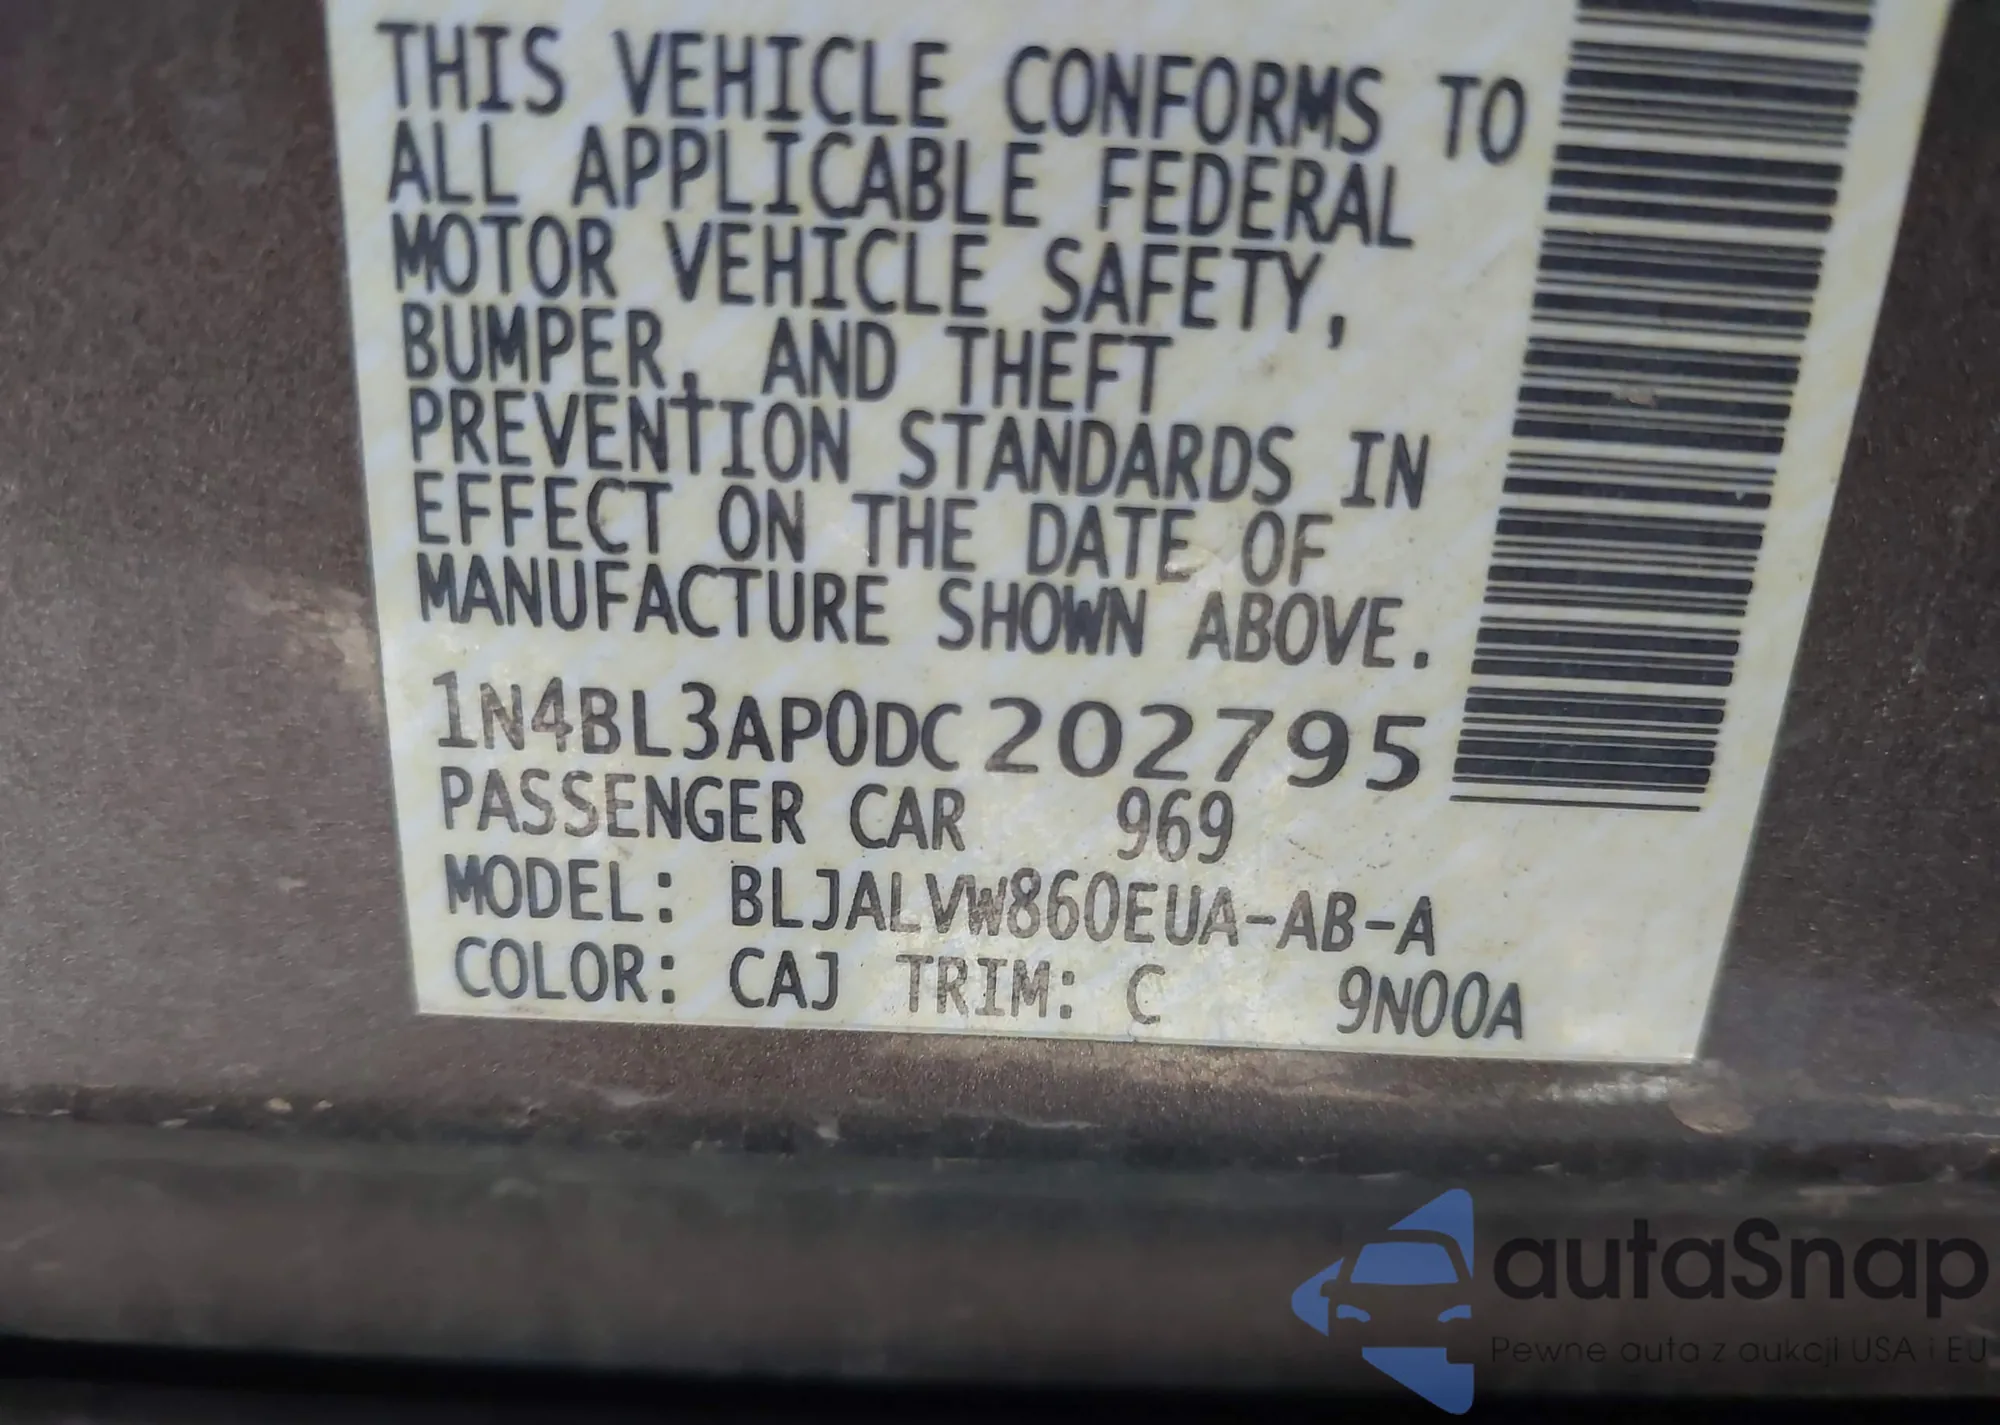 THIS VEHICLE CONFORMS TO
ALL APPLICABLE FEDERAL
MOTOR VEHICLE SAFETY,
BUMPER, AND THEFT
PREVENTION STANDARDS IN
EFFECT ON THE DATE OF
MANUFACTURE SHOWN ABOVE.
1N4BL3AP0DC202795
PASSENGER CAR 969
MODEL: BLJALVW860EUA-AB-A
COLOR: CAJ TRIM: C 9N00A
autaSnap
Pewne auta z aukcji USA i EU